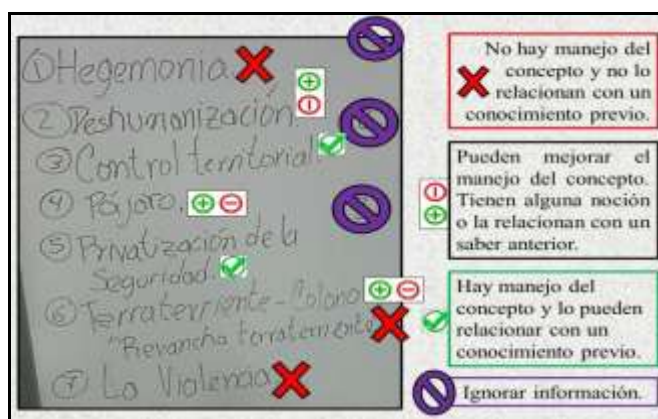 ① Hegemonia
② Deshumanización.
③ Control territorial.
④ Pájaro.
⑤ Privatización de la
Seguridad.
⑥ Terrateniente - Colono
"Revancha terrateniente"
⑦ La Violencia
No hay manejo del
concepto y no lo
relacionan con un
conocimiento previo.
Pueden mejorar el
manejo del concepto.
Tienen alguna noción
o la relacionan con un
saber anterior.
Hay manejo del
concepto y lo pueden
relacionar con un
conocimiento previo.
Ignorar información.